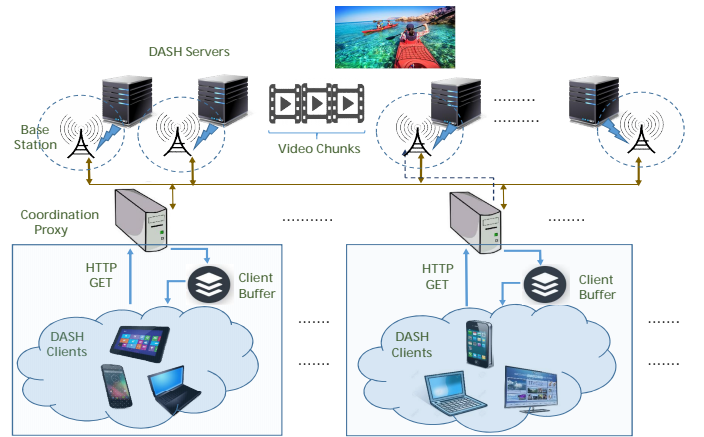 DASH Servers
Base
Station
Video Chunks
Coordination
Proxy
HTTP
GET
Client
Buffer
DASH
Clients
HTTP
GET
Client
Buffer
DASH
Clients